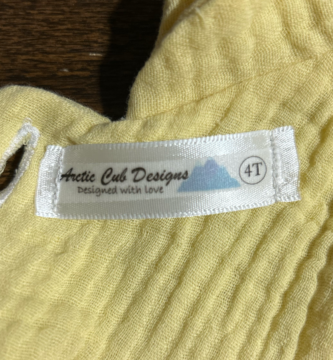 Arctic Cub Designs
Designed with love
4T